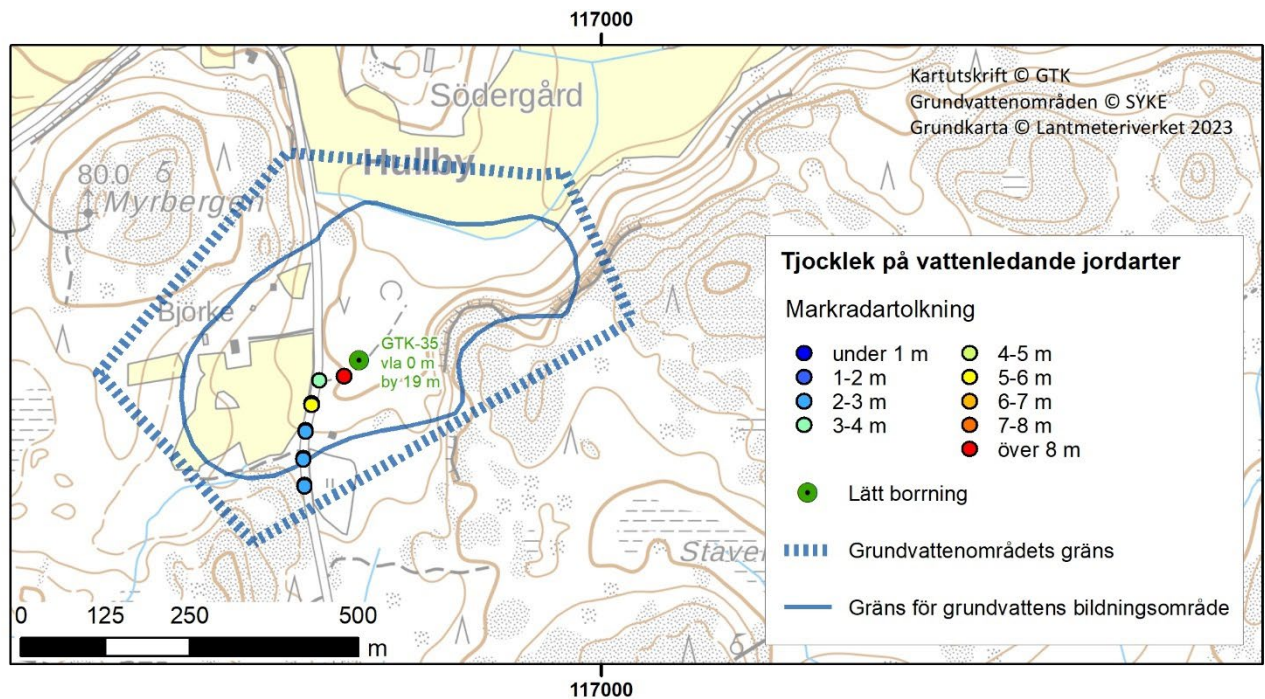 117000
Kartutskrift © GTK
Grundvattenområden © SYKE
Grundkarta © Lantmeteriverket 2023
Södergård
Hullby
80.0
Myrbergen
Björke
GTK-35
vla 0 m
by 19 m
Tjocklek på vattenledande jordarter
Markradartolkning
under 1 m
4-5 m
1-2 m
5-6 m
2-3 m
6-7 m
3-4 m
7-8 m
över 8 m
Lätt borrning
Grundvattenområdets gräns
Gräns för grundvattens bildningsområde
0 125 250 500
m
117000